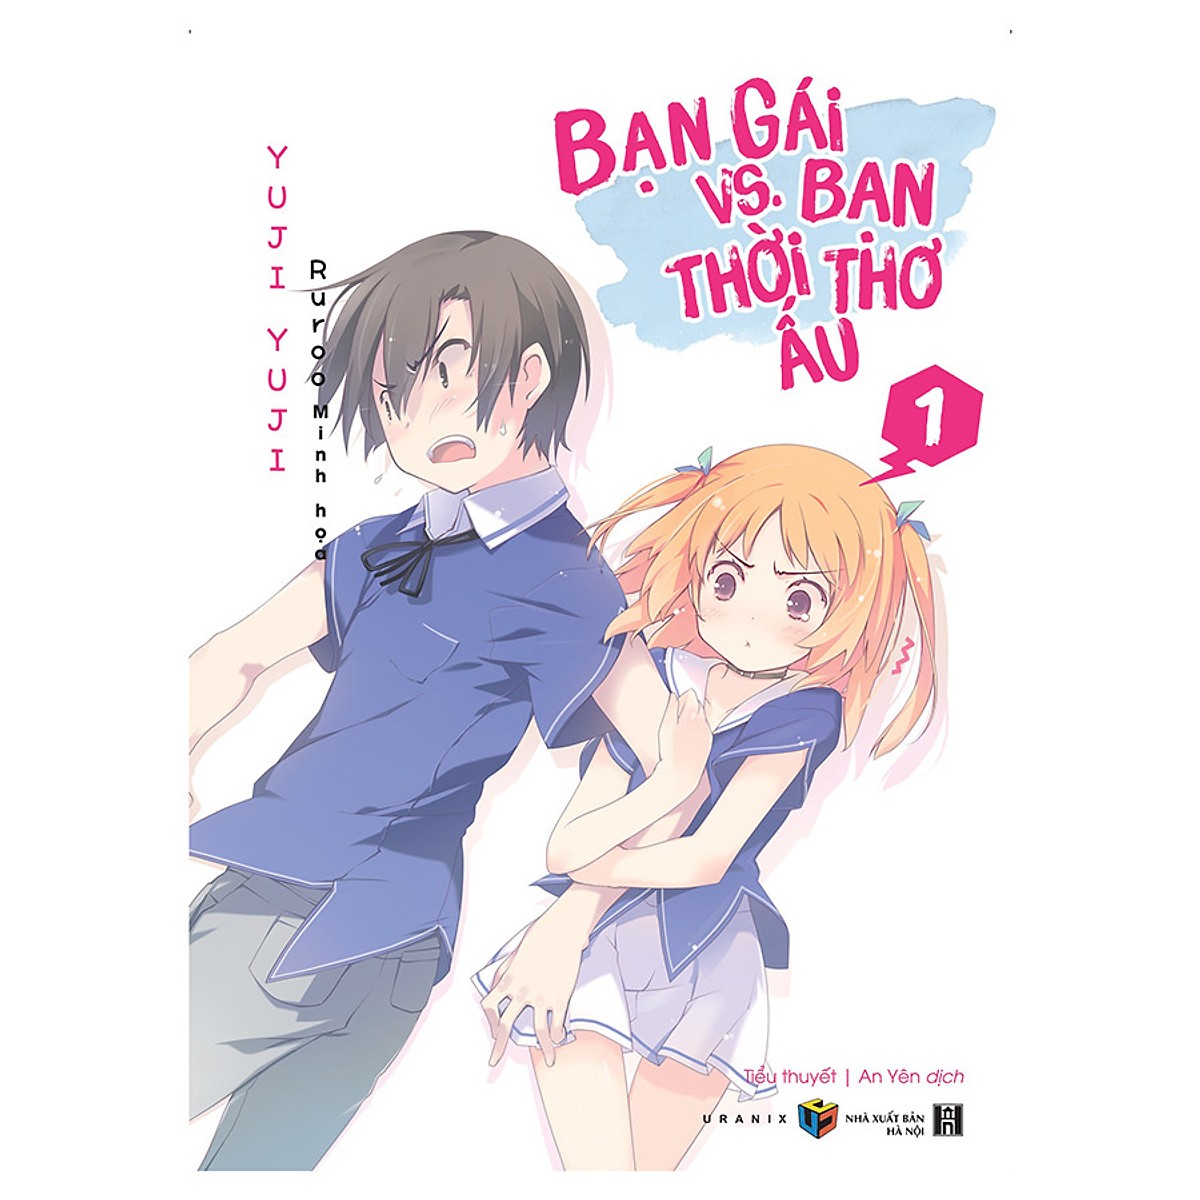 BẠN GÁI
VS. BẠN
THỜI THƠ
ẤU
1
YUJI YUJI
Ruroo Minh họa
Tiểu thuyết | An Yên dịch
URANIX
NHÀ XUẤT BẢN
HÀ NỘI